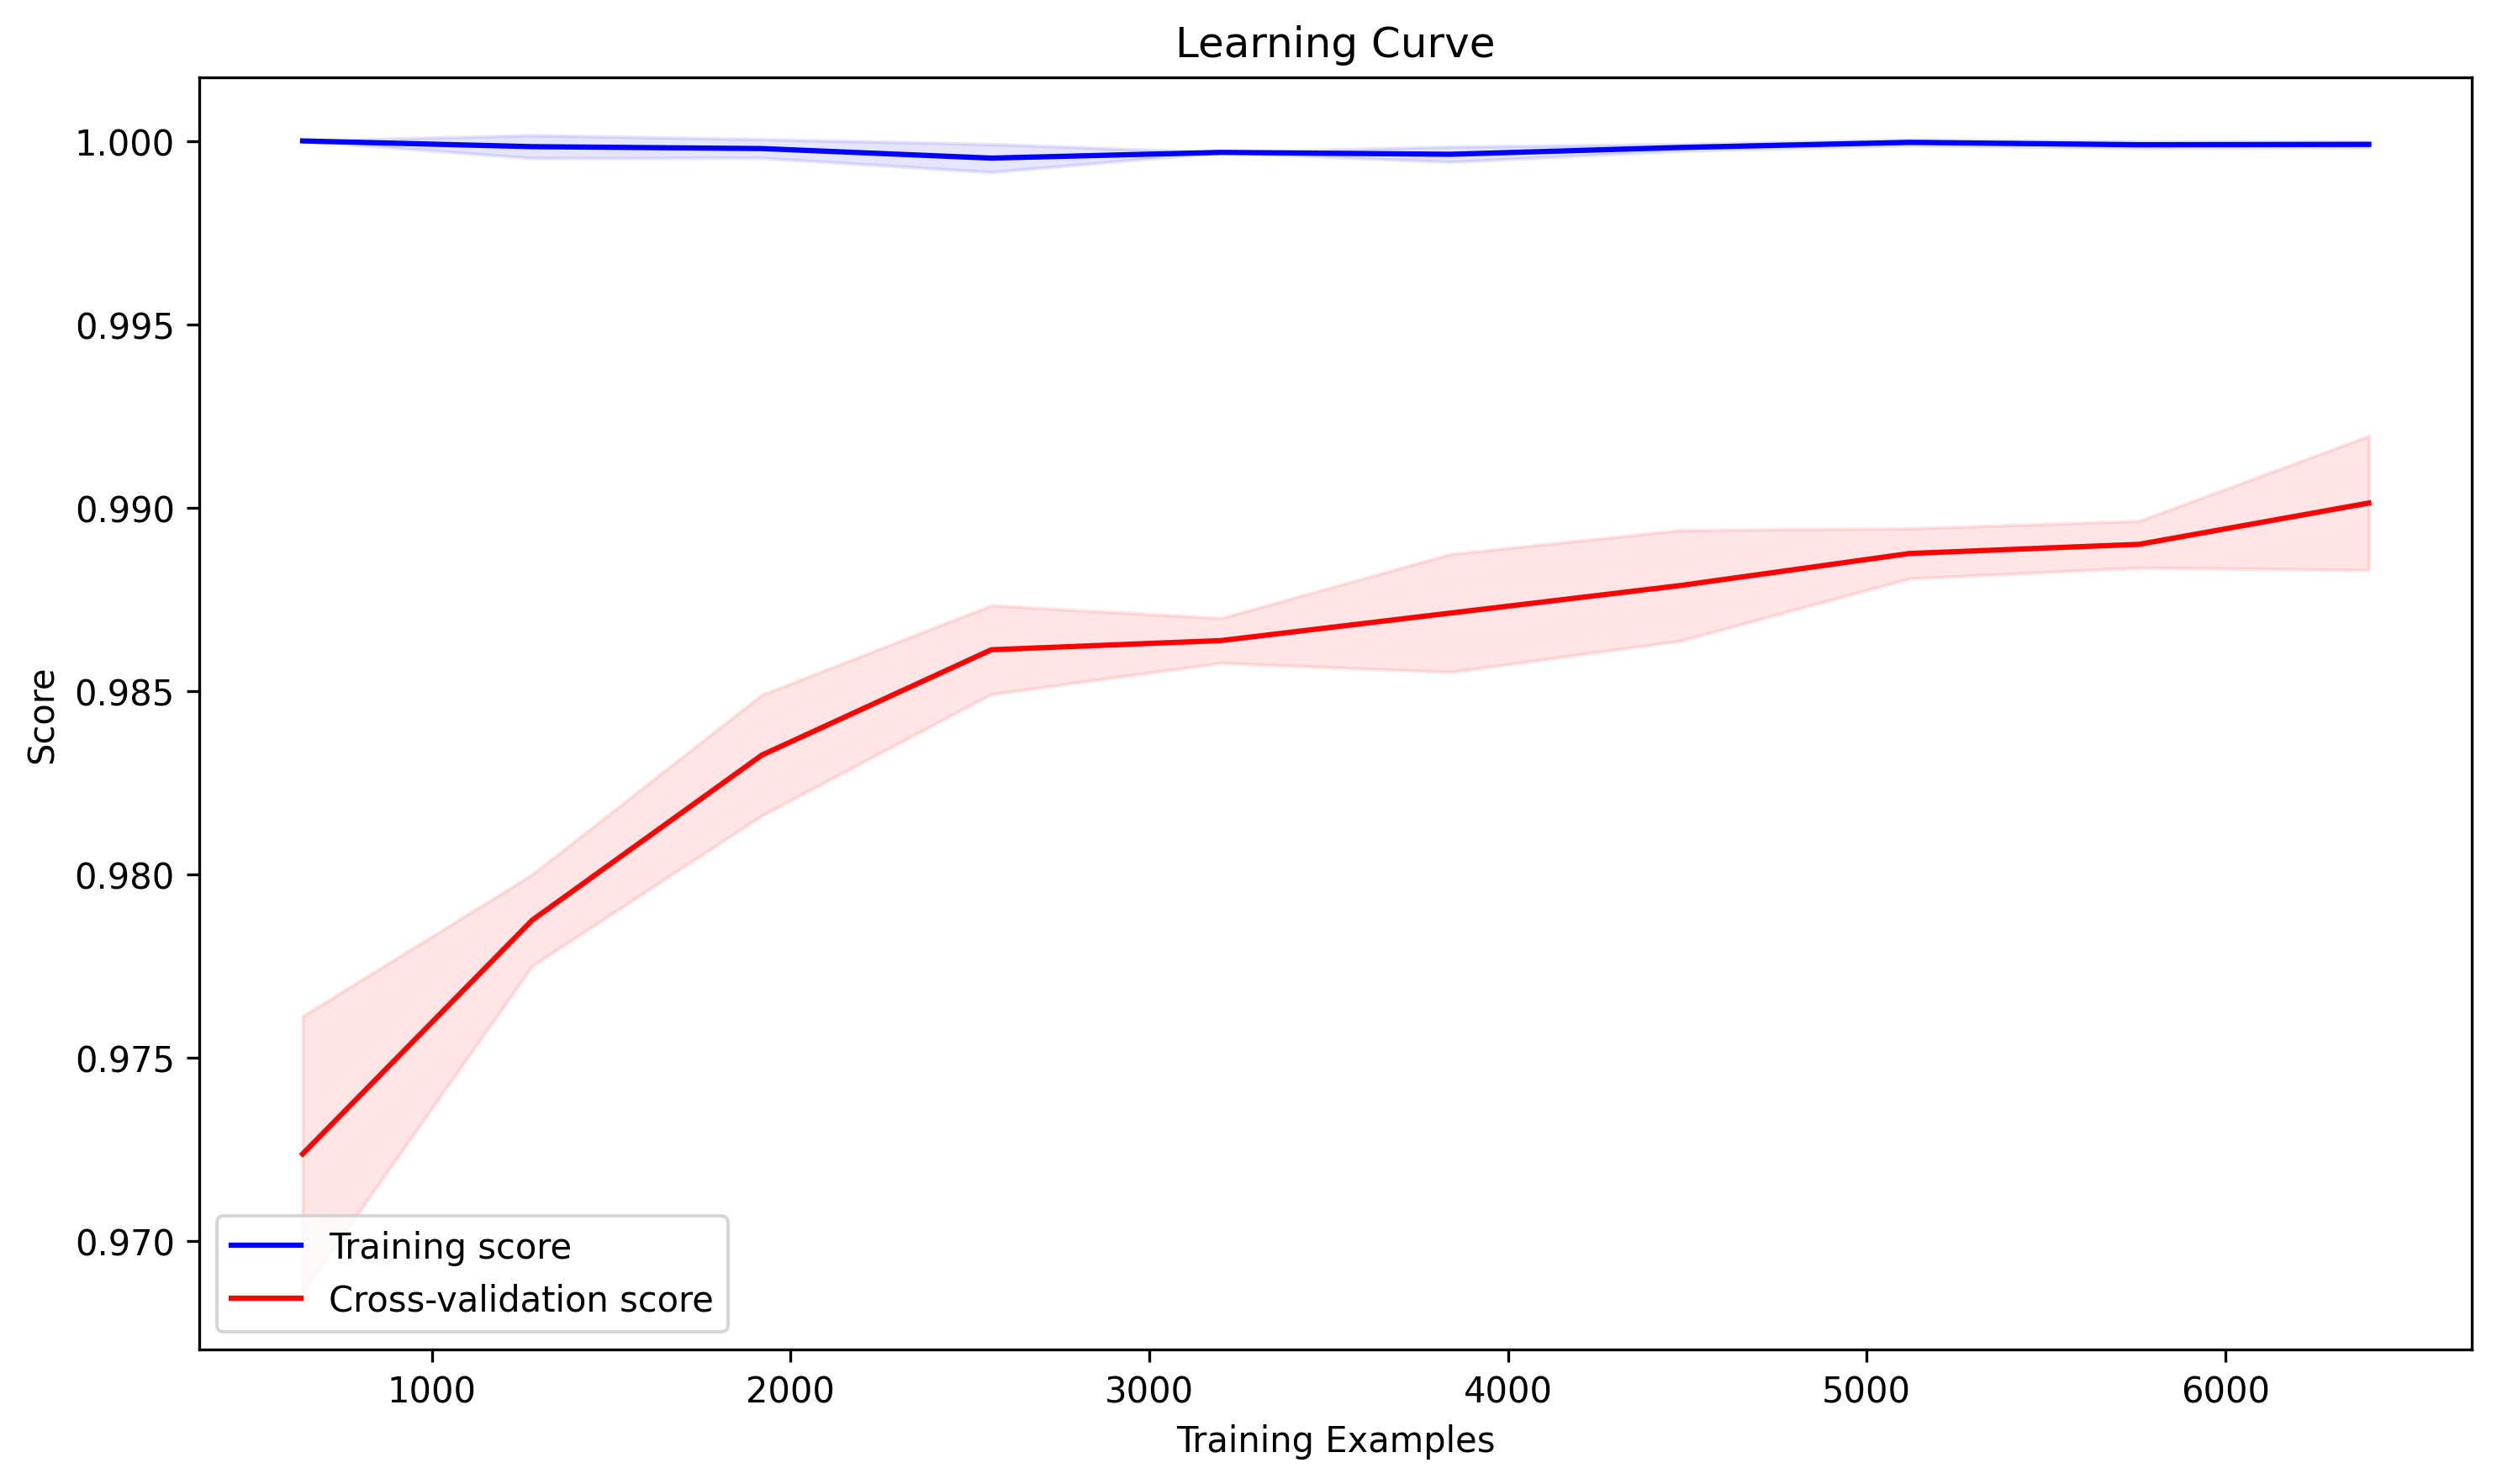 Learning Curve
1.000
0.995
0.990
0.985
0.980
0.975
0.970
Score
Training score
Cross-validation score
1000 2000 3000 4000 5000 6000
Training Examples